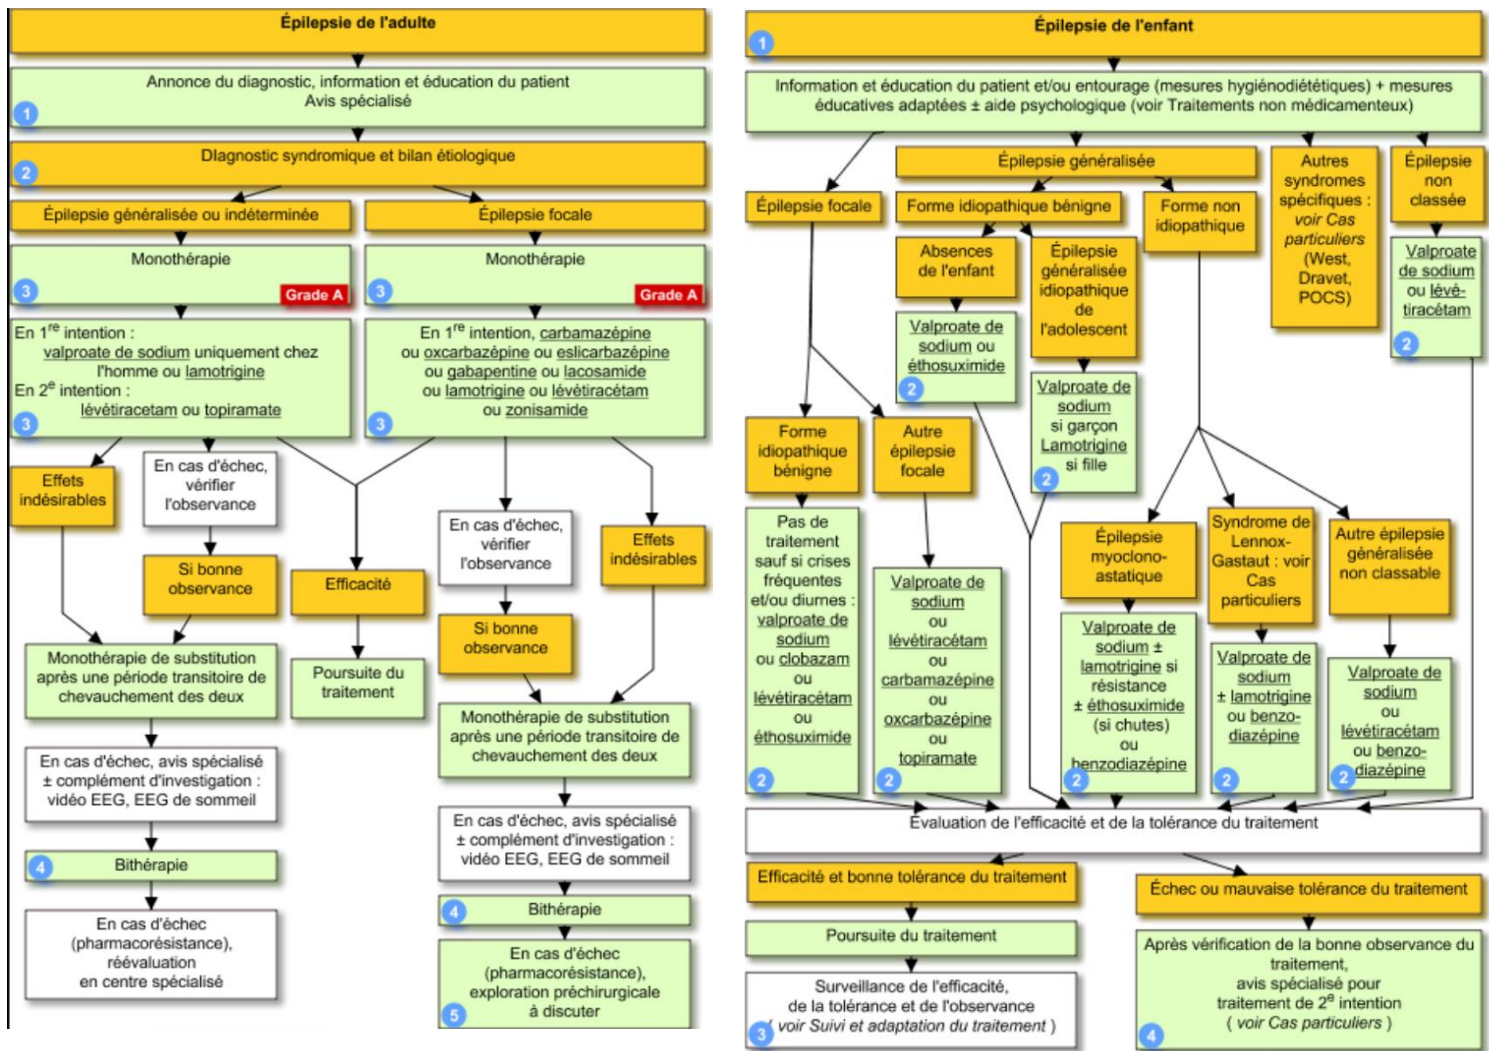 Épilepsie de l'adulte
Annonce du diagnostic, information et éducation du patient
Avis spécialisé
1
DIagnostic syndromique et bilan étiologique
2
Épilepsie généralisée ou indéterminée
Monothérapie
3
Grade A
En 1re intention :
valproate de sodium uniquement chez
l'homme ou lamotrigine
En 2e intention :
lévétiracetam ou topiramate
3
Épilepsie focale
Monothérapie
3
Grade A
En 1re intention, carbamazépine
ou oxcarbazépine ou eslicarbazépine
ou gabapentine ou lacosamide
ou lamotrigine ou lévétiracétam
ou zonisamide
3
Effets
indésirables
En cas d'échec,
vérifier
l'observance
Si bonne
observance
Efficacité
Poursuite du
traitement
Monothérapie de substitution
après une période transitoire de
chevauchement des deux
En cas d'échec, avis spécialisé
± complément d'investigation :
vidéo EEG, EEG de sommeil
4
Bithérapie
En cas d'échec
(pharmacorésistance),
réévaluation
en centre spécialisé
En cas d'échec,
vérifier
l'observance
Effets
indésirables
Si bonne
observance
Monothérapie de substitution
après une période transitoire de
chevauchement des deux
En cas d'échec, avis spécialisé
± complément d'investigation :
vidéo EEG, EEG de sommeil
4
Bithérapie
En cas d'échec
(pharmacorésistance),
exploration préchirurgicale
à discuter
5
Épilepsie de l'enfant
1
Information et éducation du patient et/ou entourage (mesures hygiénodiététiques) + mesures
éducatives adaptées ± aide psychologique (voir Traitements non médicamenteux)
Épilepsie focale
Forme
idiopathique
bénigne
Pas de
traitement
sauf si crises
fréquentes
et/ou diurnes :
valproate de
sodium
ou clobazam
ou
lévétiracétam
ou
éthosuximide
2
Autre
épilepsie
focale
Valproate de
sodium
ou
lévétiracétam
ou
carbamazépine
ou
oxcarbazépine
ou
topiramate
2
Épilepsie généralisée
Forme idiopathique bénigne
Absences
de l'enfant
Valproate de
sodium ou
éthosuximide
2
Épilepsie
généralisée
idiopathique
de
l'adolescent
Valproate de
sodium
si garçon
Lamotrigine
si fille
2
Forme non
idiopathique
Épilepsie
myoclono-
astatique
Valproate de
sodium ±
lamotrigine si
résistance
± éthosuximide
(si chutes)
ou
benzodiazépine
2
Syndrome de
Lennox-
Gastaut : voir
Cas
particuliers
Valproate de
sodium
± lamotrigine
ou benzo-
diazépine
2
Autre épilepsie
généralisée
non classable
Valproate de
sodium
ou
lévétiracétam
ou benzo-
diazépine
2
Autres
syndromes
spécifiques :
voir Cas
particuliers
(West,
Dravet,
POCS)
Épilepsie
non
classée
Valproate
de sodium
ou lévé-
tiracétam
2
Evaluation de l'efficacité et de la tolérance du traitement
Efficacité et bonne tolérance du traitement
Poursuite du traitement
Surveillance de l'efficacité,
de la tolérance et de l'observance
( voir Suivi et adaptation du traitement )
3
Échec ou mauvaise tolérance du traitement
Après vérification de la bonne observance du
traitement,
avis spécialisé pour
traitement de 2e intention
( voir Cas particuliers )
4